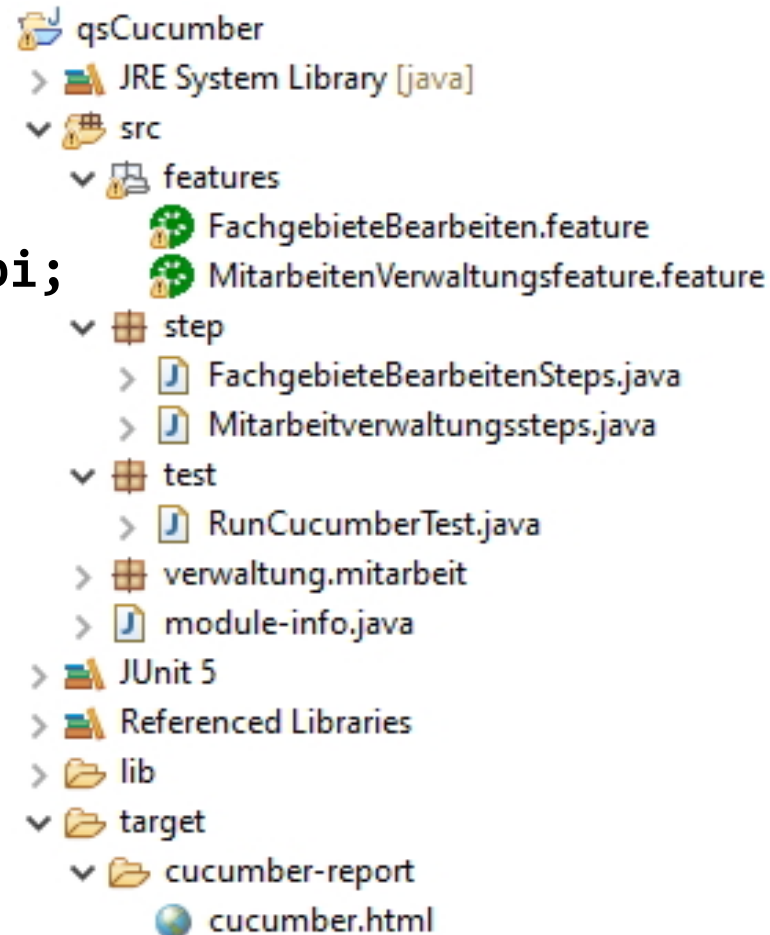 qsCucumber
JRE System Library [java]
src
features
FachgebieteBearbeiten.feature
MitarbeitenVerwaltungsfeature.feature
step
FachgebieteBearbeitenSteps.java
Mitarbeitverwaltungssteps.java
test
RunCucumberTest.java
verwaltung.mitarbeit
module-info.java
JUnit 5
Referenced Libraries
lib
target
cucumber-report
cucumber.html